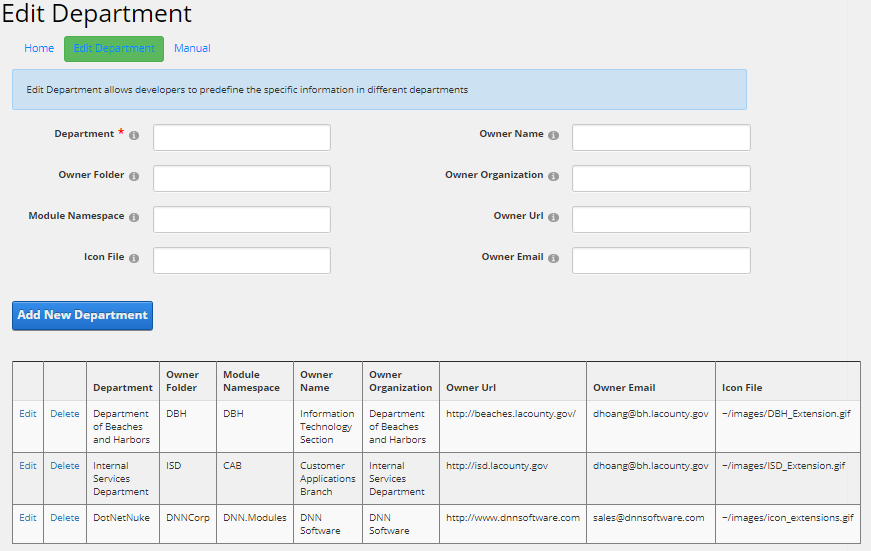 Edit Department
Home Edit Department Manual
Edit Department allows developers to predefine the specific information in different departments
Department * Owner Name
Owner Folder Owner Organization
Module Namespace Owner Url
Icon File Owner Email
Add New Department
Department Owner Folder Module Namespace Owner Name Owner Organization Owner Url Owner Email Icon File
Edit Delete Department of Beaches and Harbors DBH DBH Information Technology Section Department of Beaches and Harbors http://beaches.lacounty.gov/ dhoang@bh.lacounty.gov ~/images/DBH_Extension.gif
Edit Delete Internal Services Department ISD CAB Customer Applications Branch Internal Services Department http://isd.lacounty.gov dhoang@bh.lacounty.gov ~/images/ISD_Extension.gif
Edit Delete DotNetNuke DNNCorp DNN.Modules DNN Software DNN Software http://www.dnnsoftware.com sales@dnnsoftware.com ~/images/icon_extensions.gif